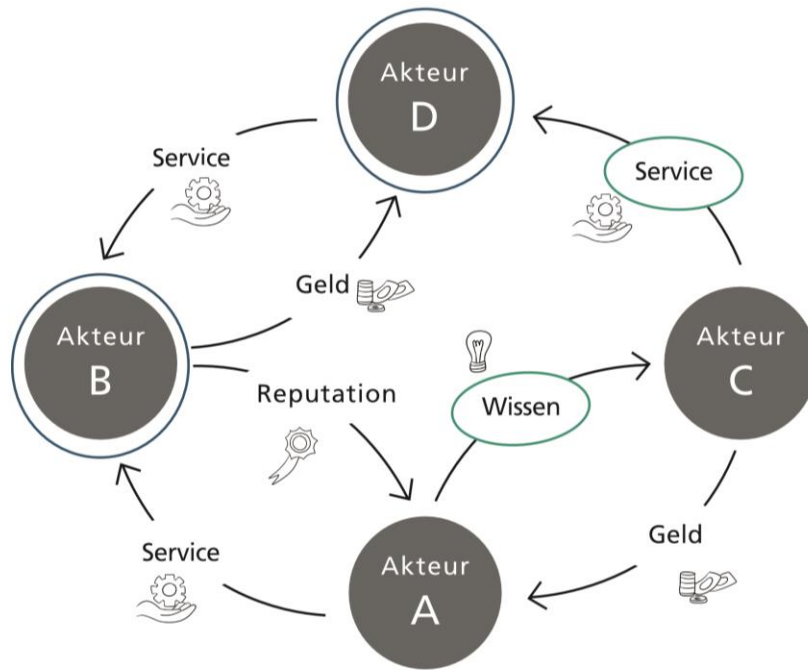 Akteur
D
Service
Service
Geld
Akteur
B
Akteur
C
Reputation
Wissen
Service
Geld
Akteur
A